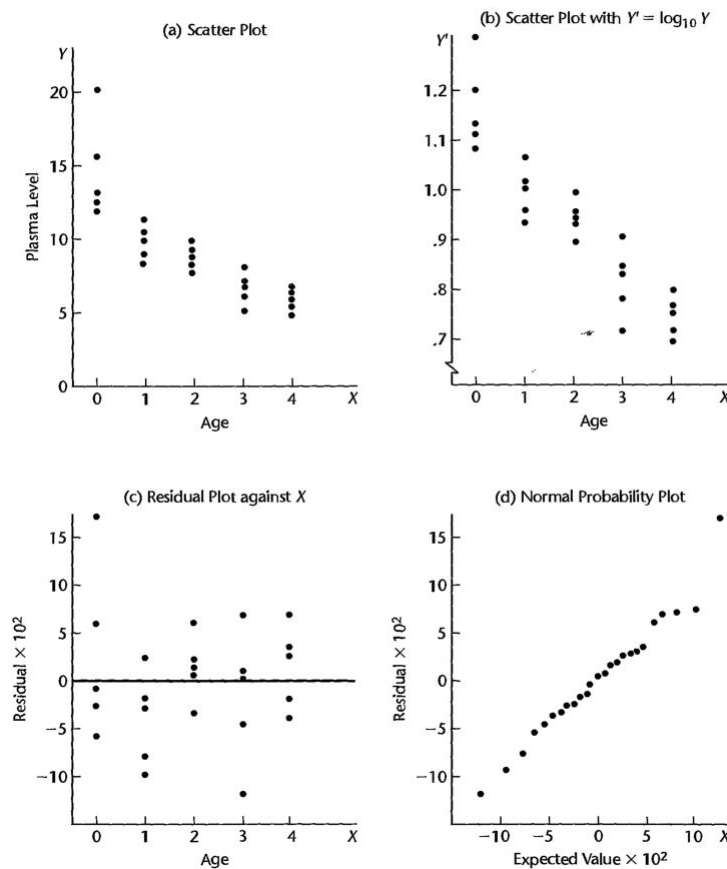 (a) Scatter Plot
Y
20
15
10
5
0
Plasma Level
0 1 2 3 4 X
Age
(b) Scatter Plot with Y' = log₁₀ Y
Y'
1.2
1.1
1.0
.9
.8
.7
0 1 2 3 4 X
Age
(c) Residual Plot against X
15
10
5
0
−5
−10
Residual × 10²
0 1 2 3 4 X
Age
(d) Normal Probability Plot
15
10
5
0
−5
−10
Residual × 10²
−10 −5 0 5 10 X
Expected Value × 10²